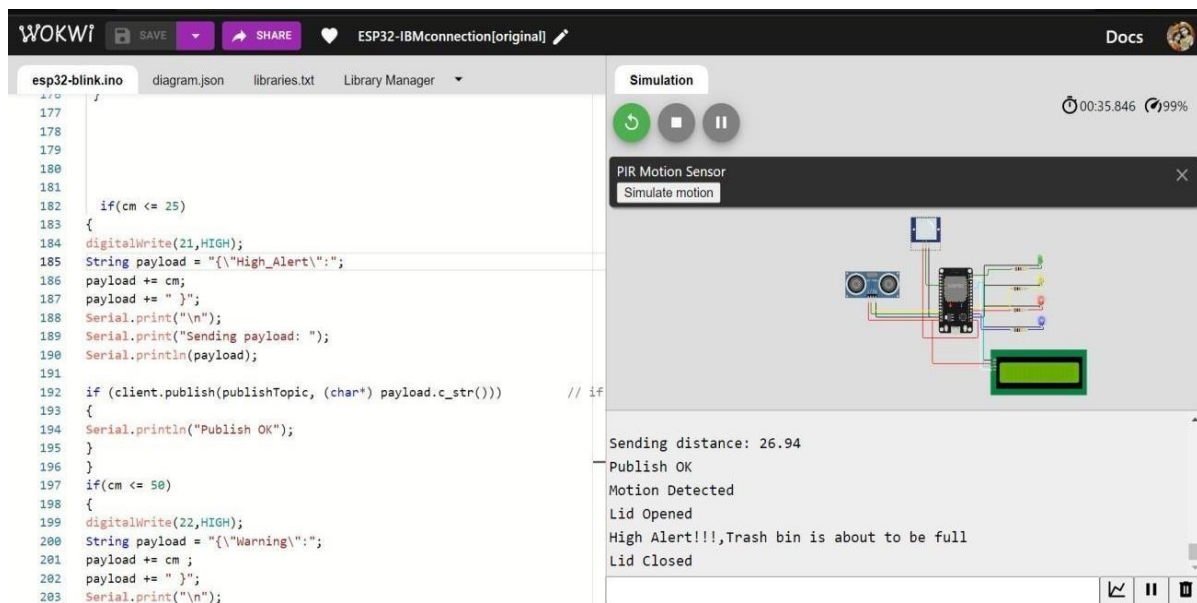 WOKWI SAVE SHARE ESP32-IBMconnection[original] Docs
esp32-blink.ino diagram.json libraries.txt Library Manager
176 }
177
178
179
180
181
182 if(cm <= 25)
183 {
184 digitalWrite(21,HIGH);
185 String payload = "{\"High_Alert\":";
186 payload += cm;
187 payload += " }";
188 Serial.print("\n");
189 Serial.print("Sending payload: ");
190 Serial.println(payload);
191
192 if (client.publish(publishTopic, (char*) payload.c_str())) // if
193 {
194 Serial.println("Publish OK");
195 }
196 }
197 if(cm <= 50)
198 {
199 digitalWrite(22,HIGH);
200 String payload = "{\"Warning\":";
201 payload += cm ;
202 payload += " }";
203 Serial.print("\n");
Simulation
00:35.846 99%
PIR Motion Sensor
Simulate motion
Sending distance: 26.94
Publish OK
Motion Detected
Lid Opened
High Alert!!!,Trash bin is about to be full
Lid Closed